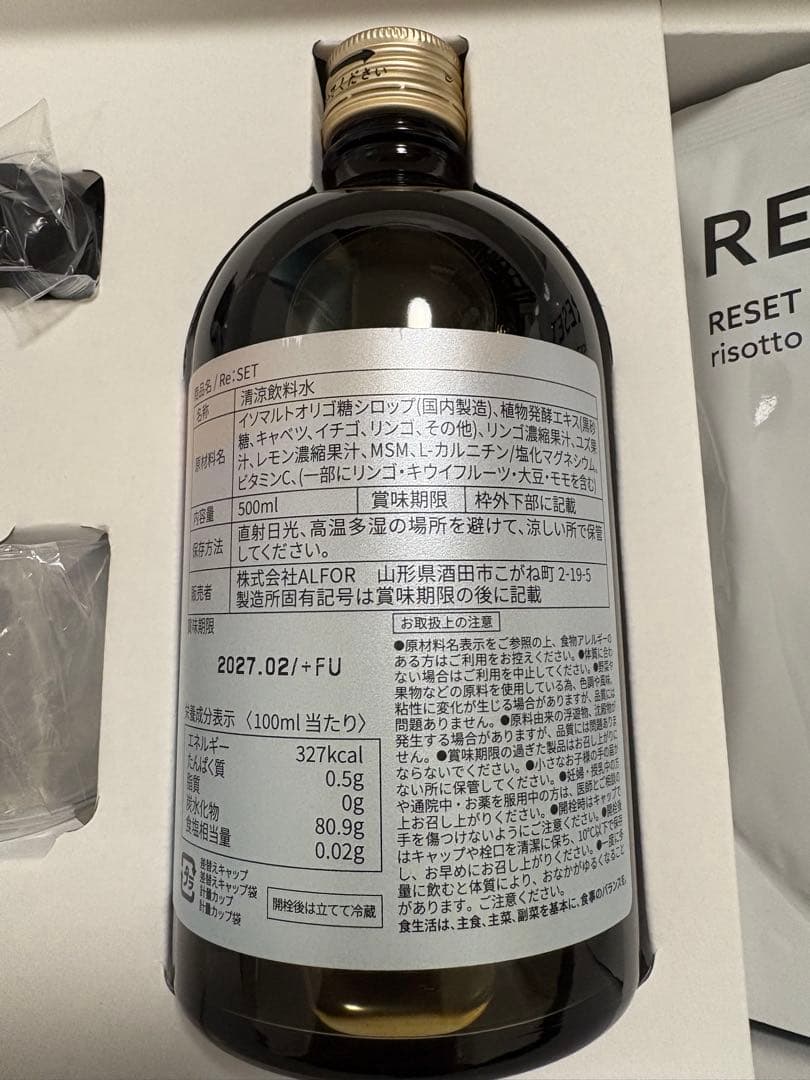 てください
RE
RESET
risotto
商品名/Re:SET
名称 清涼飲料水
原材料名 イソマルトオリゴ糖シロップ(国内製造)、植物発酵エキス(黒砂
糖、キャベツ、イチゴ、リンゴ、その他)、リンゴ濃縮果汁、ユズ果
汁、レモン濃縮果汁、MSM、L-カルニチン/塩化マグネシウム、
ビタミンC、(一部にリンゴ・キウイフルーツ・大豆・モモを含む)
内容量 500ml 賞味期限 枠外下部に記載
保存方法 直射日光、高温多湿の場所を避けて、涼しい所で保管
してください。
販売者 株式会社ALFOR 山形県酒田市こがね町2-19-5
製造所固有記号は賞味期限の後に記載
賞味期限
2027.02/+FU
栄養成分表示〈100ml当たり〉
エネルギー 327kcal
たんぱく質 0.5g
脂質 0g
炭水化物 80.9g
食塩相当量 0.02g
プラ
差替えキャップ
差替えキャップ袋
計量カップ
計量カップ袋
開栓後は立てて冷蔵
お取扱上の注意
●原材料名表示をご参照の上、食物アレルギーの
ある方はご利用をお控えください。●体質に合わ
ない場合はご利用を中止してください。●野菜や
果物などの原料を使用している為、色調や風味、
粘性に変化が生じる場合がありますが、品質には
問題ありません。●原料由来の浮遊物、沈殿物が
発生する場合がありますが、品質には問題ありま
せん。●賞味期限の過ぎた製品はお召し上がりに
ならないでください。●小さなお子様の手の届か
ない所に保管してください。●妊婦・授乳中の方
や通院中・お薬を服用中の方は、医師とご相談の
上お召し上がりください。●開栓時はキャップで
手を傷つけないようにご注意ください。●開栓後
はキャップや栓口を清潔に保ち、10℃以下で保存
し、お早めにお召し上がりください。●一度に多
量に飲むと体質により、おなかがゆるくなること
があります。ご注意ください。
食生活は、主食、主菜、副菜を基本に、食事のバランスを。